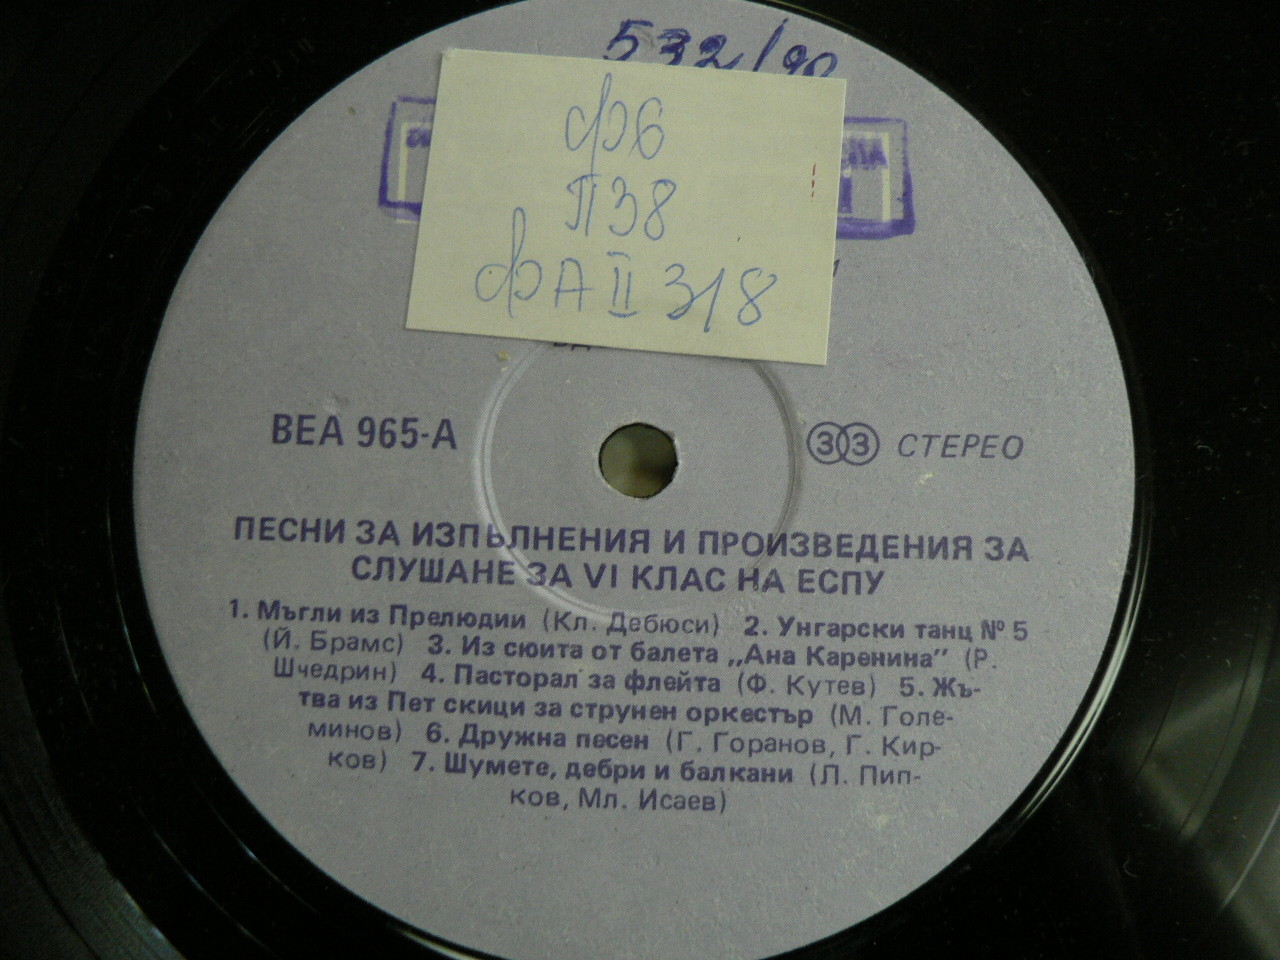 532/90
ф6
П38
ФА II 318
ВЕА 965-А
33 СТЕРЕО
ПЕСНИ ЗА ИЗПЪЛНЕНИЯ И ПРОИЗВЕДЕНИЯ ЗА
СЛУШАНЕ ЗА VI КЛАС НА ЕСПУ
1. Мъгли из Прелюдии (Кл. Дебюси) 2. Унгарски танц № 5
(Й. Брамс) 3. Из сюита от балета „Ана Каренина" (Р.
Шчедрин) 4. Пасторал за флейта (Ф. Кутев) 5. Жъ-
тва из Пет скици за струнен оркестър (М. Голе-
минов) 6. Дружна песен (Г. Горанов, Г. Кир-
ков) 7. Шумете, дебри и балкани (Л. Пип-
ков, Мл. Исаев)